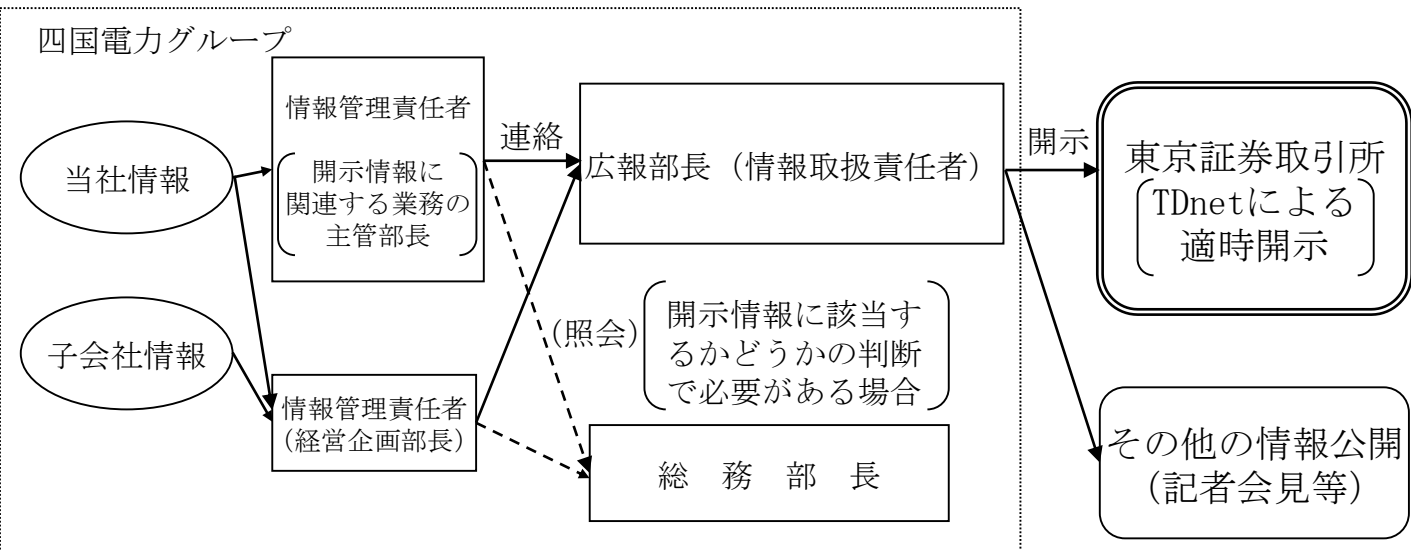 四国電力グループ
当社情報
子会社情報
情報管理責任者
開示情報に
関連する業務の
主管部長
情報管理責任者
(経営企画部長)
連絡
広報部長（情報取扱責任者）
(照会)
開示情報に該当す
るかどうかの判断
で必要がある場合
総　務　部　長
開示
東京証券取引所
TDnetによる
適時開示
その他の情報公開
(記者会見等)